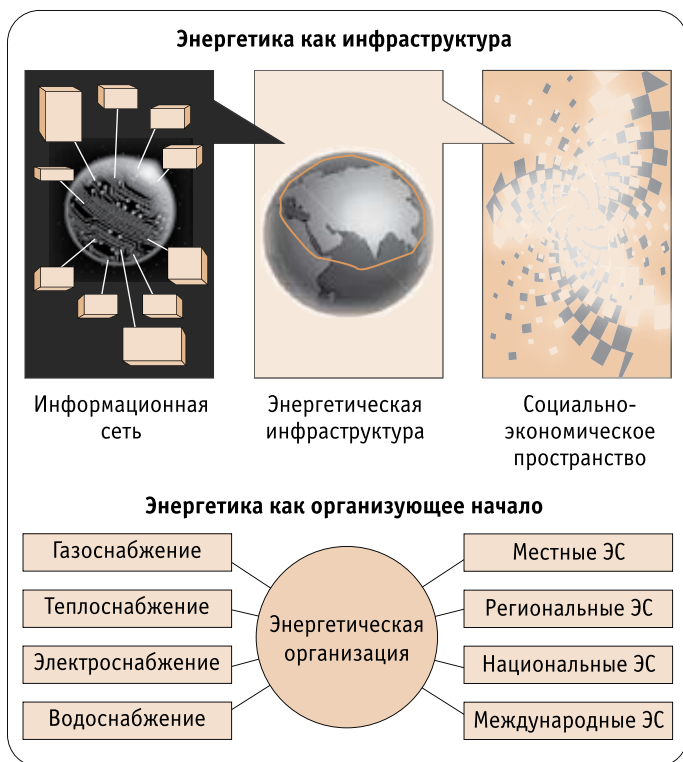 Энергетика как инфраструктура
Информационная
сеть
Энергетическая
инфраструктура
Социально-
экономическое
пространство
Энергетика как организующее начало
Газоснабжение
Теплоснабжение
Электроснабжение
Водоснабжение
Энергетическая
организация
Местные ЭС
Региональные ЭС
Национальные ЭС
Международные ЭС